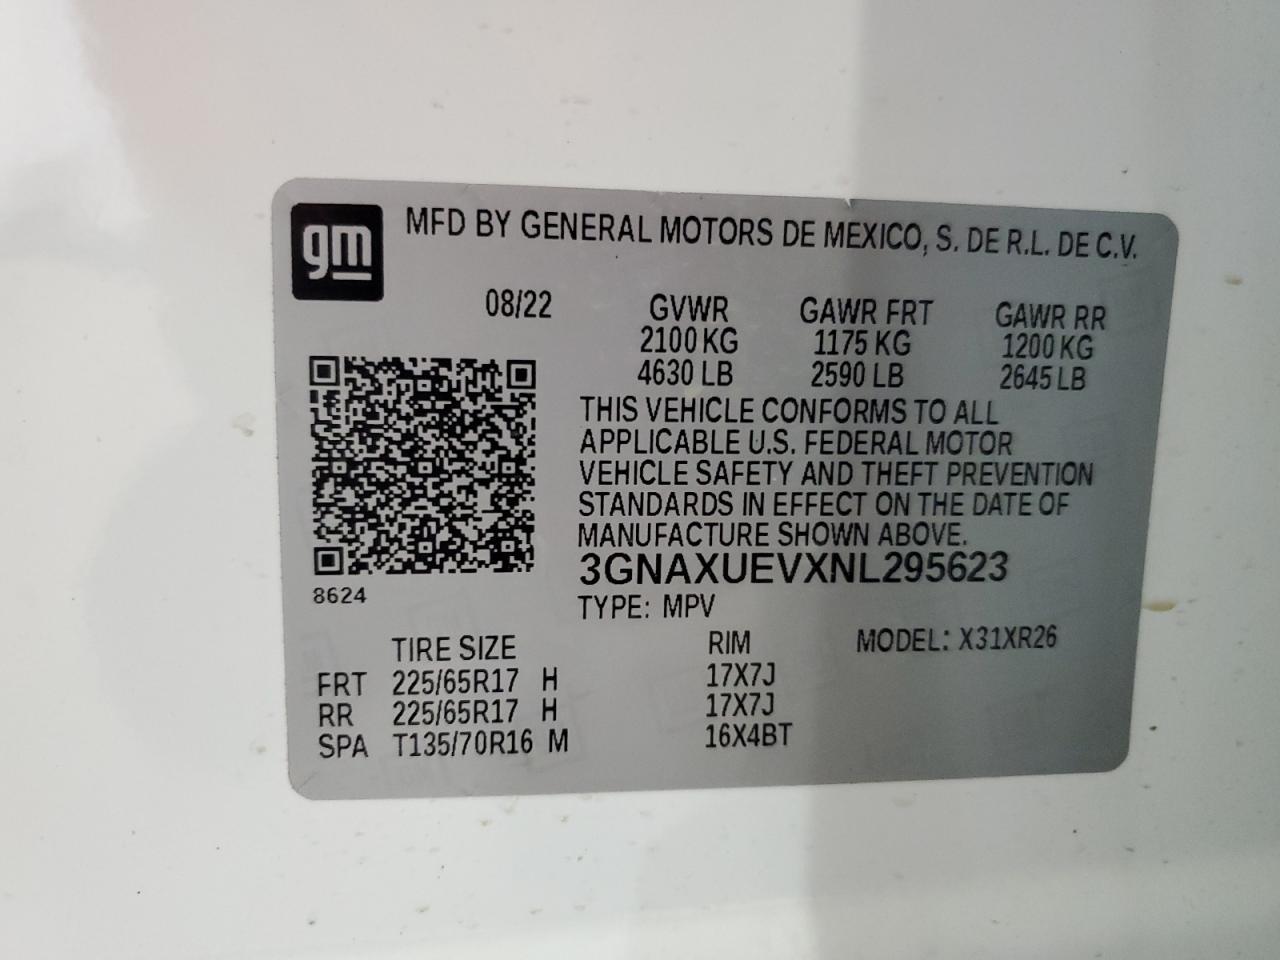 gm
MFD BY GENERAL MOTORS DE MEXICO, S. DE R.L. DE C.V.
08/22 GVWR GAWR FRT GAWR RR
2100 KG 1175 KG 1200 KG
4630 LB 2590 LB 2645 LB
THIS VEHICLE CONFORMS TO ALL
APPLICABLE U.S. FEDERAL MOTOR
VEHICLE SAFETY AND THEFT PREVENTION
STANDARDS IN EFFECT ON THE DATE OF
MANUFACTURE SHOWN ABOVE.
3GNAXUEVXNL295623
8624
TYPE: MPV
TIRE SIZE RIM MODEL: X31XR26
FRT 225/65R17 H 17X7J
RR 225/65R17 H 17X7J
SPA T135/70R16 M 16X4BT